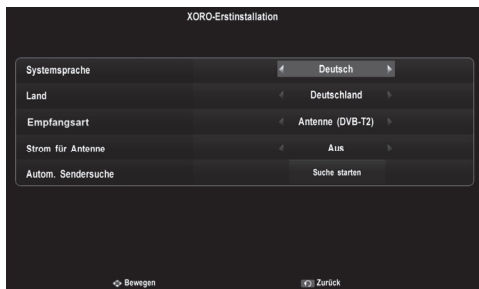 XORO-Erstinstallation
Systemsprache Deutsch
Land Deutschland
Empfangsart Antenne (DVB-T2)
Strom für Antenne Aus
Autom. Sendersuche Suche starten
Bewegen Zurück